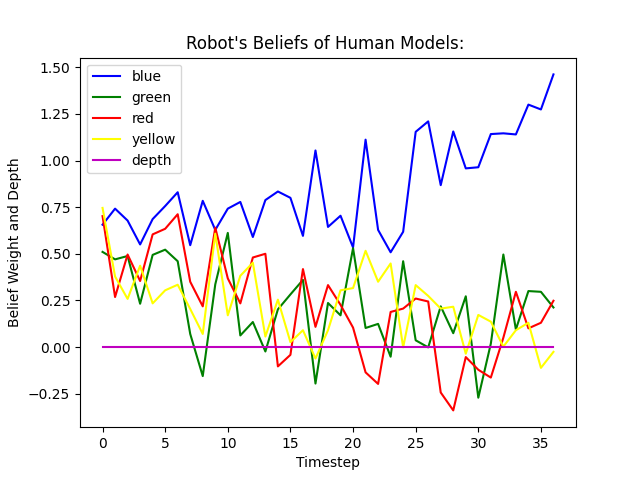 Robot's Beliefs of Human Models:
blue
green
red
yellow
depth
1.50
1.25
1.00
0.75
0.50
0.25
0.00
−0.25
Belief Weight and Depth
0 5 10 15 20 25 30 35
Timestep